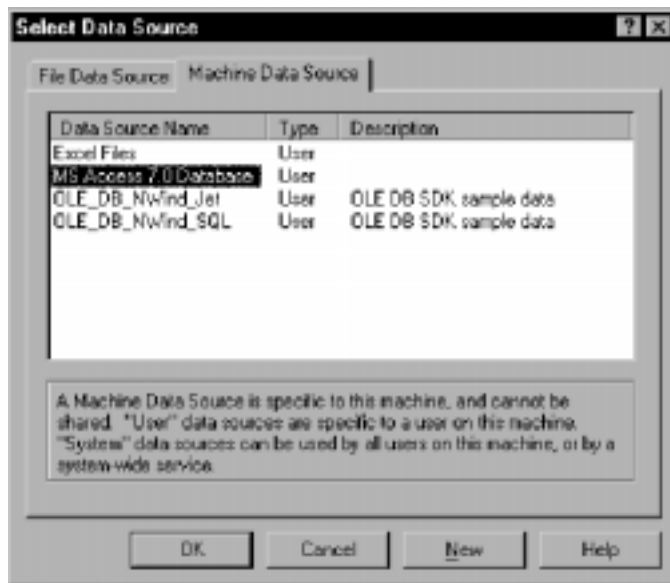 Select Data Source
File Data Source Machine Data Source
Data Source Name Type Description
Excel Files User
MS Access 7.0 Database User
OLE_DB_NWind_Jet User OLE DB SDK sample data
OLE_DB_NWind_SQL User OLE DB SDK sample data
A Machine Data Source is specific to this machine, and cannot be
shared. "User" data sources are specific to a user on this machine.
"System" data sources can be used by all users on this machine, or by a
system-wide service.
OK Cancel New Help